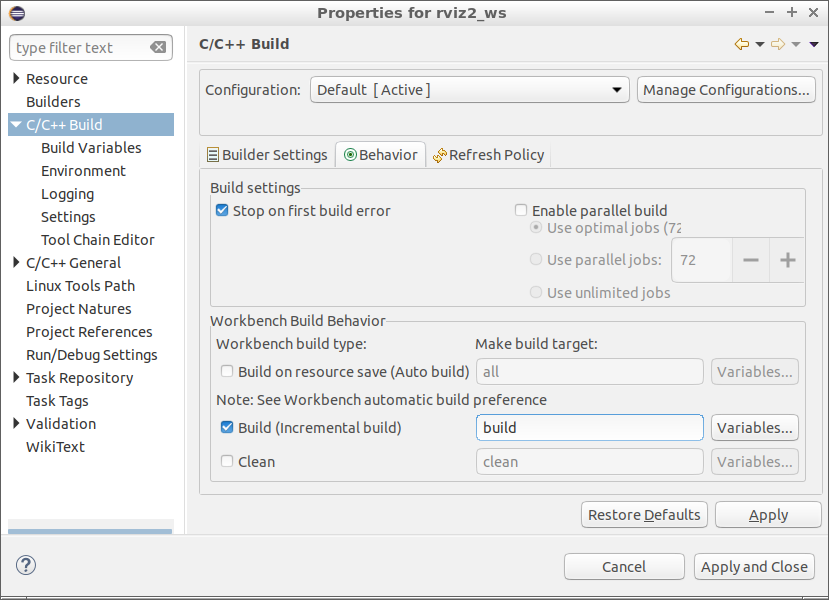 Properties for rviz2_ws
type filter text
Resource
Builders
C/C++ Build
Build Variables
Environment
Logging
Settings
Tool Chain Editor
C/C++ General
Linux Tools Path
Project Natures
Project References
Run/Debug Settings
Task Repository
Task Tags
Validation
WikiText
C/C++ Build
Configuration: Default [ Active ] Manage Configurations...
Builder Settings Behavior Refresh Policy
Build settings
Stop on first build error Enable parallel build
Use optimal jobs (72
Use parallel jobs: 72
Use unlimited jobs
Workbench Build Behavior
Workbench build type: Make build target:
Build on resource save (Auto build) all Variables...
Note: See Workbench automatic build preference
Build (Incremental build) build Variables...
Clean clean Variables...
Restore Defaults Apply
Cancel Apply and Close